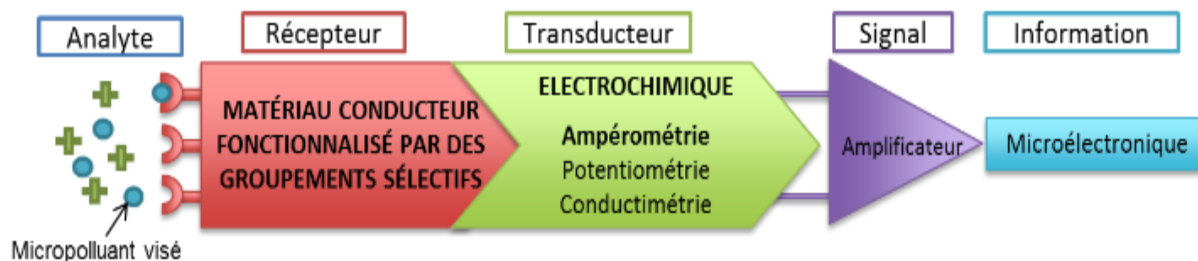 Analyte
Récepteur
Transducteur
Signal
Information
MATÉRIAU CONDUCTEUR
FONCTIONNALISÉ PAR DES
GROUPEMENTS SÉLECTIFS
ELECTROCHIMIQUE
Ampérométrie
Potentiométrie
Conductimétrie
Amplificateur
Microélectronique
Micropolluant visé